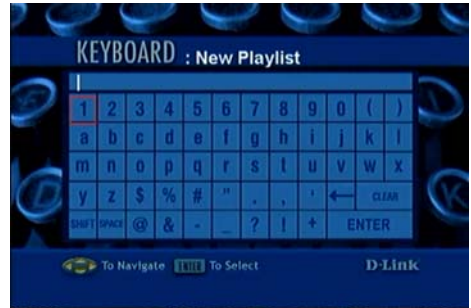 KEYBOARD : New Playlist
1 2 3 4 5 6 7 8 9 0 ( )
a b c d e f g h i j k l
m n o p q r s t u v w x
y z $ % # " . , ' ← CLEAR
SHIFT SPACE @ & - _ ? ! + ENTER
To Navigate ENTER To Select D-Link